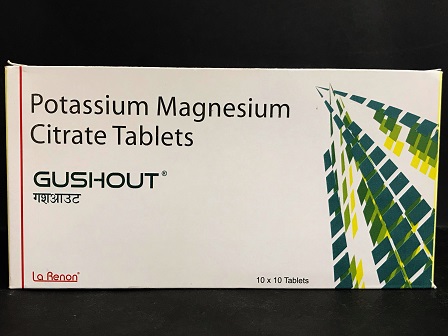 Potassium Magnesium
Citrate Tablets
GUSHOUT®
गशआउट
La Renon®
10 x 10 Tablets